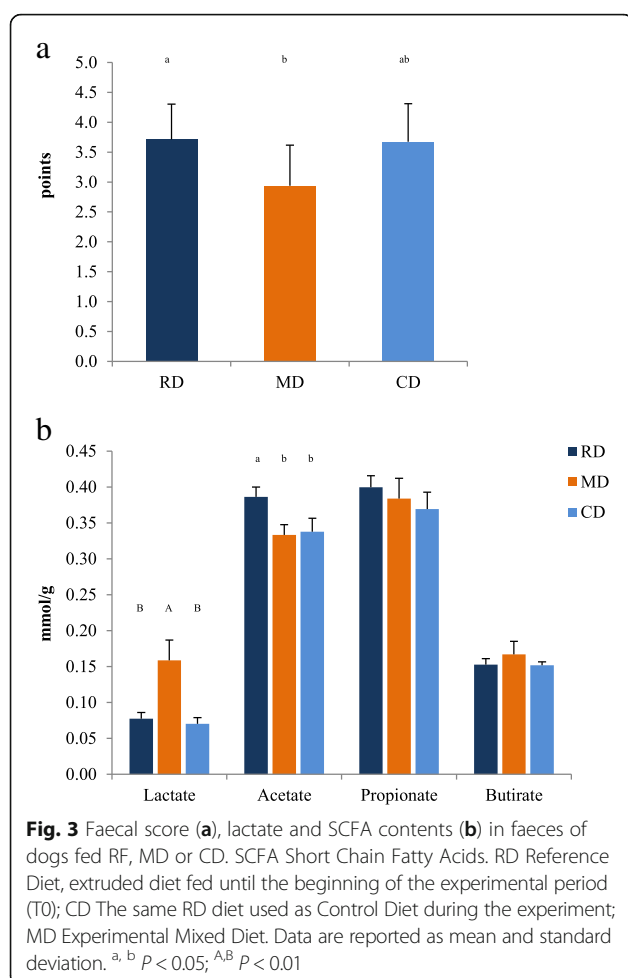 a
a b ab
5.0
4.5
4.0
3.5
3.0
2.5
2.0
1.5
1.0
0.5
0.0
points
RD MD CD
b
0.45
0.40
0.35
0.30
0.25
0.20
0.15
0.10
0.05
0.00
mmol/g
a b b
B A B
RD
MD
CD
Lactate Acetate Propionate Butirate
Fig. 3 Faecal score (a), lactate and SCFA contents (b) in faeces of
dogs fed RF, MD or CD. SCFA Short Chain Fatty Acids. RD Reference
Diet, extruded diet fed until the beginning of the experimental period
(T0); CD The same RD diet used as Control Diet during the experiment;
MD Experimental Mixed Diet. Data are reported as mean and standard
deviation. a, b P < 0.05; A,B P < 0.01